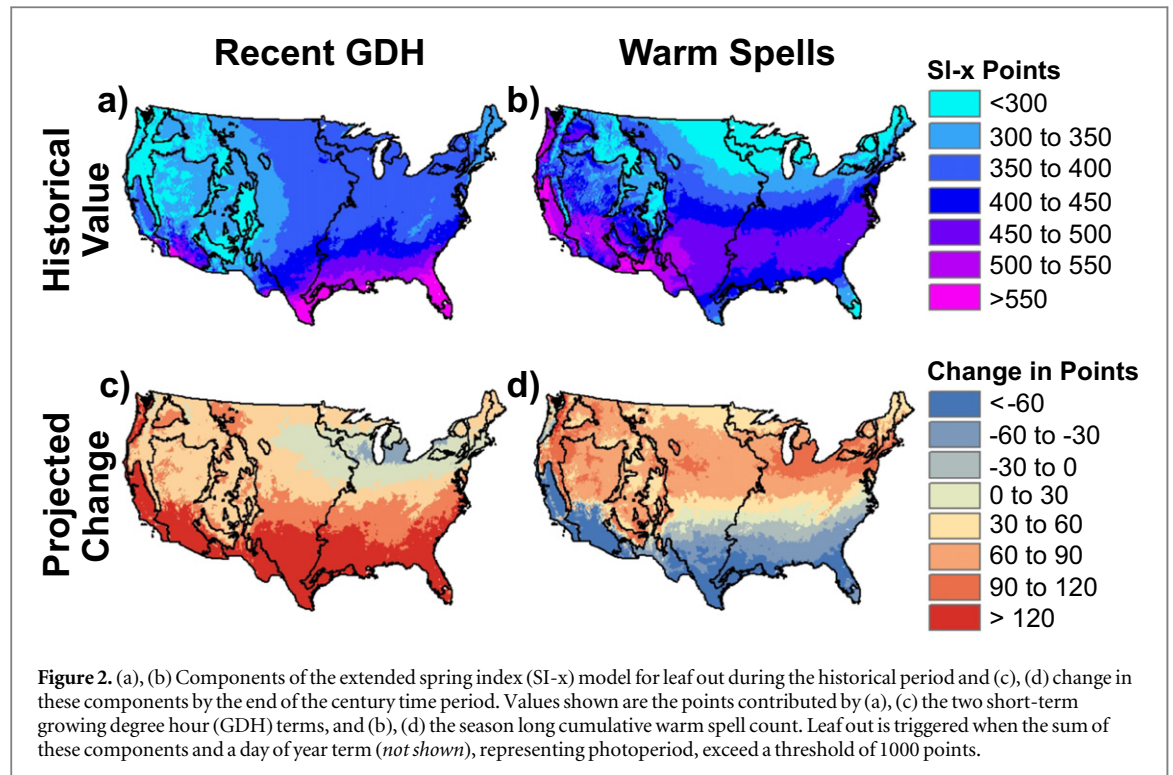 Recent GDH
Warm Spells
a)
b)
Historical
Value
SI-x Points
<300
300 to 350
350 to 400
400 to 450
450 to 500
500 to 550
>550
c)
d)
Projected
Change
Change in Points
<-60
-60 to -30
-30 to 0
0 to 30
30 to 60
60 to 90
90 to 120
> 120
Figure 2. (a), (b) Components of the extended spring index (SI-x) model for leaf out during the historical period and (c), (d) change in
these components by the end of the century time period. Values shown are the points contributed by (a), (c) the two short-term
growing degree hour (GDH) terms, and (b), (d) the season long cumulative warm spell count. Leaf out is triggered when the sum of
these components and a day of year term (not shown), representing photoperiod, exceed a threshold of 1000 points.